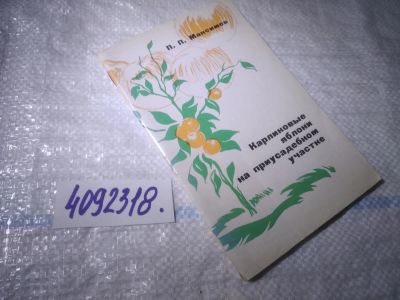 П. П. Максимов
Карликовые
яблони
на приусадебном
участке
4092318.